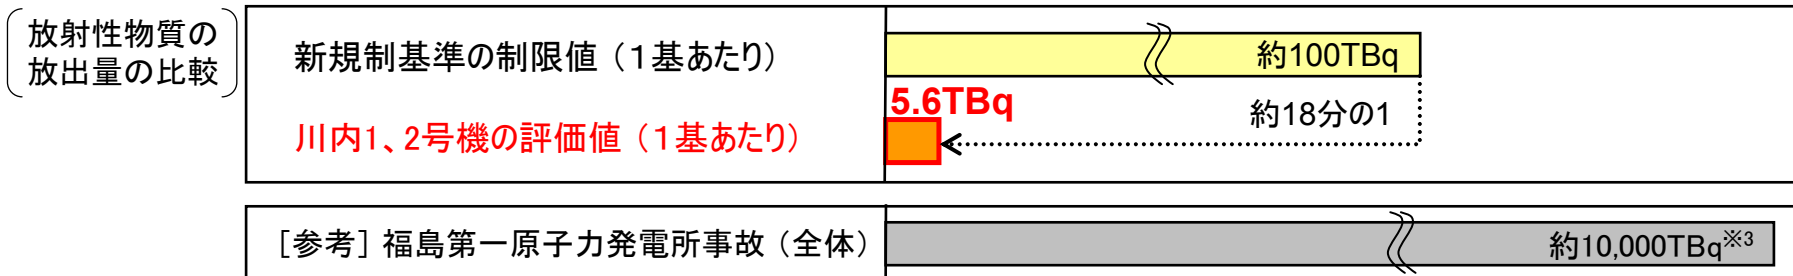 放射性物質の
放出量の比較
新規制基準の制限値（１基あたり）
約100TBq
5.6TBq
約18分の1
川内1、2号機の評価値（１基あたり）
［参考］福島第一原子力発電所事故（全体）
約10,000TBq※3